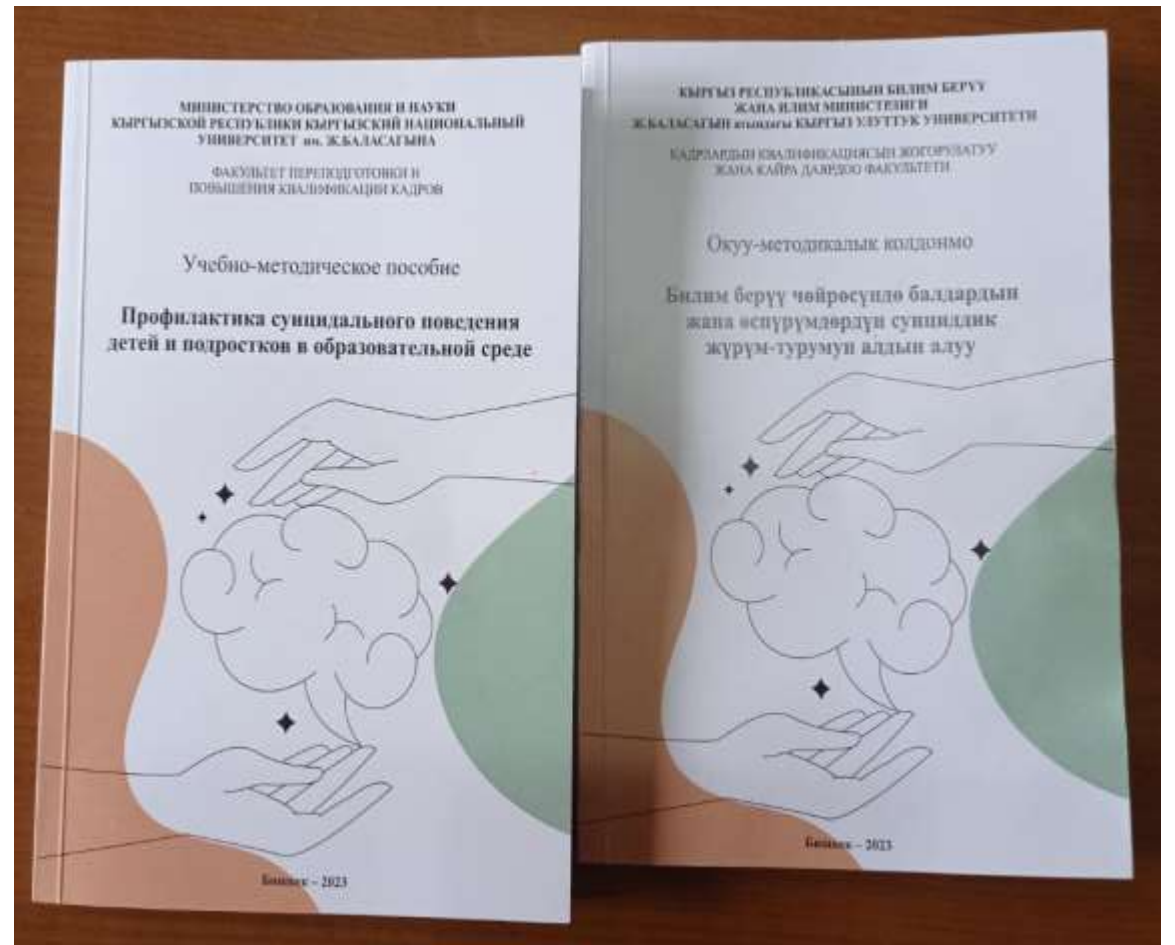 МИНИСТЕРСТВО ОБРАЗОВАНИЯ И НАУКИ
КЫРГЫЗСКОЙ РЕСПУБЛИКИ КЫРГЫЗСКИЙ НАЦИОНАЛЬНЫЙ
УНИВЕРСИТЕТ им. Ж.БАЛАСАГЫНА
ФАКУЛЬТЕТ ПЕРЕПОДГОТОВКИ И
ПОВЫШЕНИЯ КВАЛИФИКАЦИИ КАДРОВ
Учебно-методическое пособие
Профилактика суицидального поведения
детей и подростков в образовательной среде
Бишкек – 2023
КЫРГЫЗ РЕСПУБЛИКАСЫНЫН БИЛИМ БЕРҮҮ
ЖАНА ИЛИМ МИНИСТРЛИГИ
Ж.БАЛАСАГЫН атындагы КЫРГЫЗ УЛУТТУК УНИВЕРСИТЕТИ
КАДРЛАРДЫН КВАЛИФИКАЦИЯСЫН ЖОГОРУЛАТУУ
ЖАНА КАЙРА ДАЯРДОО ФАКУЛЬТЕТИ
Окуу-методикалык колдонмо
Билим берүү чөйрөсүндө балдардын
жана өспүрүмдөрдүн суициддик
жүрүм-турумун алдын алуу
Бишкек – 2023